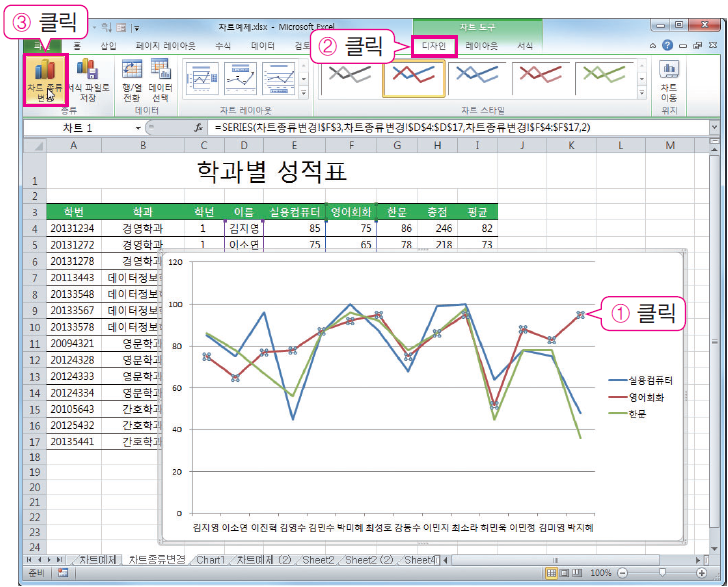 ③ 클릭
차트예제.xlsx - Microsoft Excel
차트 도구
② 클릭
홈 삽입 페이지 레이아웃 수식 데이터 디자인 레이아웃 서식
차트 종류 변경
서식 파일로 저장
행/열 전환
데이터 선택
차트 이동
종류 데이터 차트 레이아웃 차트 스타일 위치
차트 1 fx =SERIES(차트종류변경!$F$3,차트종류변경!$D$4:$D$17,차트종류변경!$F$4:$F$17,2)
A B C D E F G H I J K L M
1 학과별 성적표
2
3 학번 학과 학년 이름 실용컴퓨터 영어회화 한문 총점 평균
4 20131234 경영학과 1 김지영 85 75 86 246 82
5 20131272 경영학과 1 이소연 75 65 78 218 73
6 20131278 경영학과
7 20113443 데이터정보
8 20133548 데이터정보
9 20133567 데이터정보
10 20133578 데이터정보
11 20094321 영문학과
12 20124328 영문학과
13 20124333 영문학과
14 20124334 영문학과
15 20105643 간호학과
16 20125432 간호학과
17 20135441 간호학과
18
19
20
21
22
23
24
120
100
80
60
40
20
0
① 클릭
실용컴퓨터
영어회화
한문
김지영 이소연 이진혁 김영수 김민수 박미혜 최성호 강동수 이민지 최소라 허민욱 이민정 김미영 박지혜
차트예제 차트종류변경 Chart1 차트예제 (2) Sheet2 Sheet2 (2) Sheet4
준비 100%